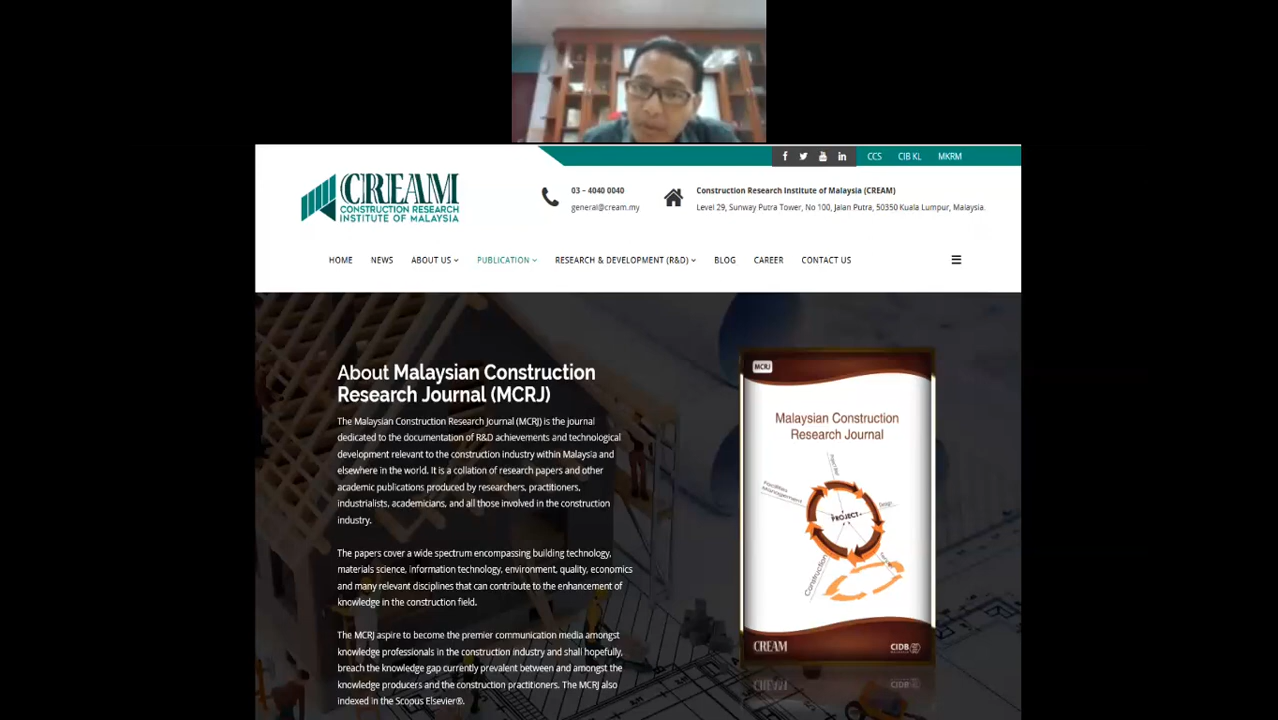 CCS CIB KL MKRM
CREAM
CONSTRUCTION RESEARCH
INSTITUTE OF MALAYSIA
03 – 4040 0040
general@cream.my
Construction Research Institute of Malaysia (CREAM)
Level 29, Sunway Putra Tower, No 100, Jalan Putra, 50350 Kuala Lumpur, Malaysia.
HOME NEWS ABOUT US PUBLICATION RESEARCH & DEVELOPMENT (R&D) BLOG CAREER CONTACT US
About Malaysian Construction
Research Journal (MCRJ)
The Malaysian Construction Research Journal (MCRJ) is the journal
dedicated to the documentation of R&D achievements and technological
development relevant to the construction industry within Malaysia and
elsewhere in the world. It is a collation of research papers and other
academic publications produced by researchers, practitioners,
industrialists, academicians, and all those involved in the construction
industry.
The papers cover a wide spectrum encompassing building technology,
materials science, information technology, environment, quality, economics
and many relevant disciplines that can contribute to the enhancement of
knowledge in the construction field.
The MCRJ aspire to become the premier communication media amongst
knowledge professionals in the construction industry and shall hopefully,
breach the knowledge gap currently prevalent between and amongst the
knowledge producers and the construction practitioners. The MCRJ also
indexed in the Scopus Elsevier®.
MCRJ
Malaysian Construction
Research Journal
Facilities
Management
Design
PROJECT
Construction
CREAM
CIDB